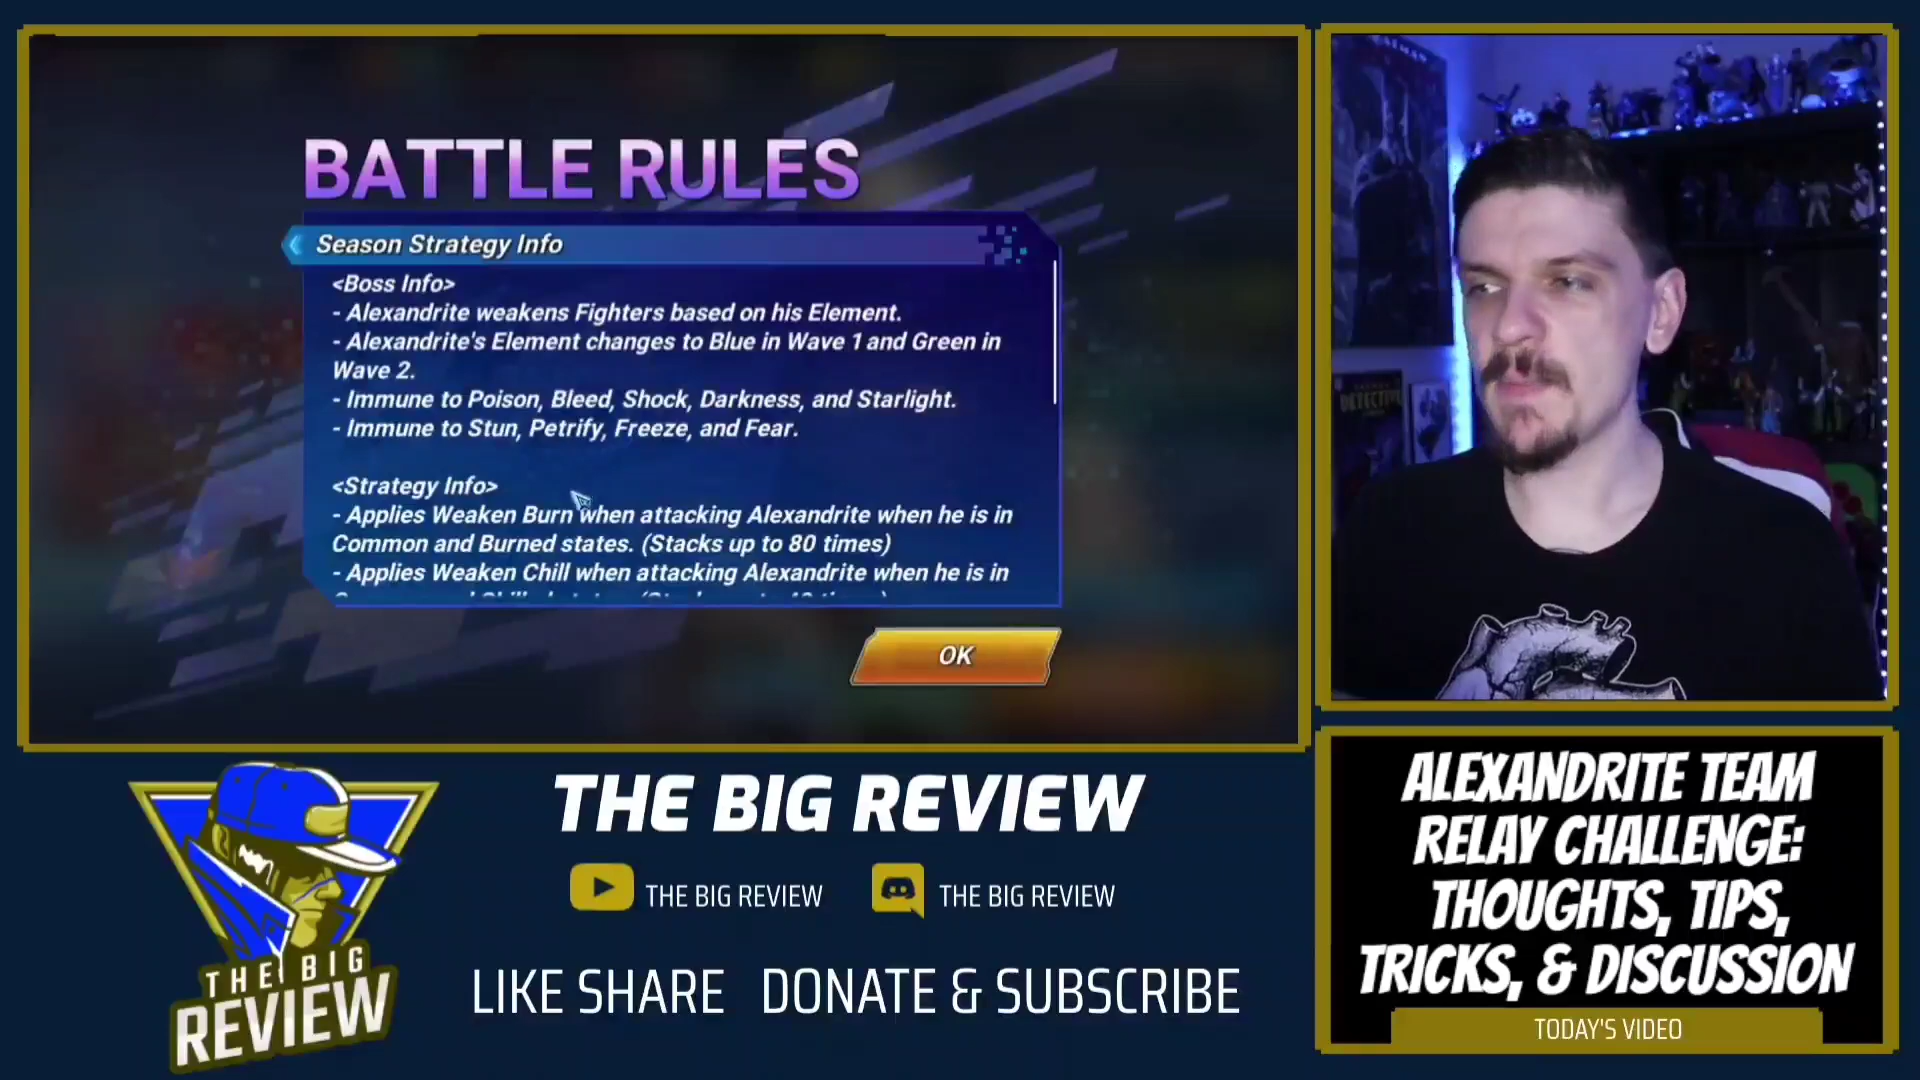 BATTLE RULES
Season Strategy Info
<Boss Info>
- Alexandrite weakens Fighters based on his Element.
- Alexandrite's Element changes to Blue in Wave 1 and Green in
Wave 2.
- Immune to Poison, Bleed, Shock, Darkness, and Starlight.
- Immune to Stun, Petrify, Freeze, and Fear.
<Strategy Info>
- Applies Weaken Burn when attacking Alexandrite when he is in
Common and Burned states. (Stacks up to 80 times)
- Applies Weaken Chill when attacking Alexandrite when he is in
OK
DETECTIVE
THE BIG
REVIEW
THE BIG REVIEW
THE BIG REVIEW
THE BIG REVIEW
LIKE SHARE DONATE & SUBSCRIBE
ALEXANDRITE TEAM
RELAY CHALLENGE:
THOUGHTS, TIPS,
TRICKS, & DISCUSSION
TODAY'S VIDEO